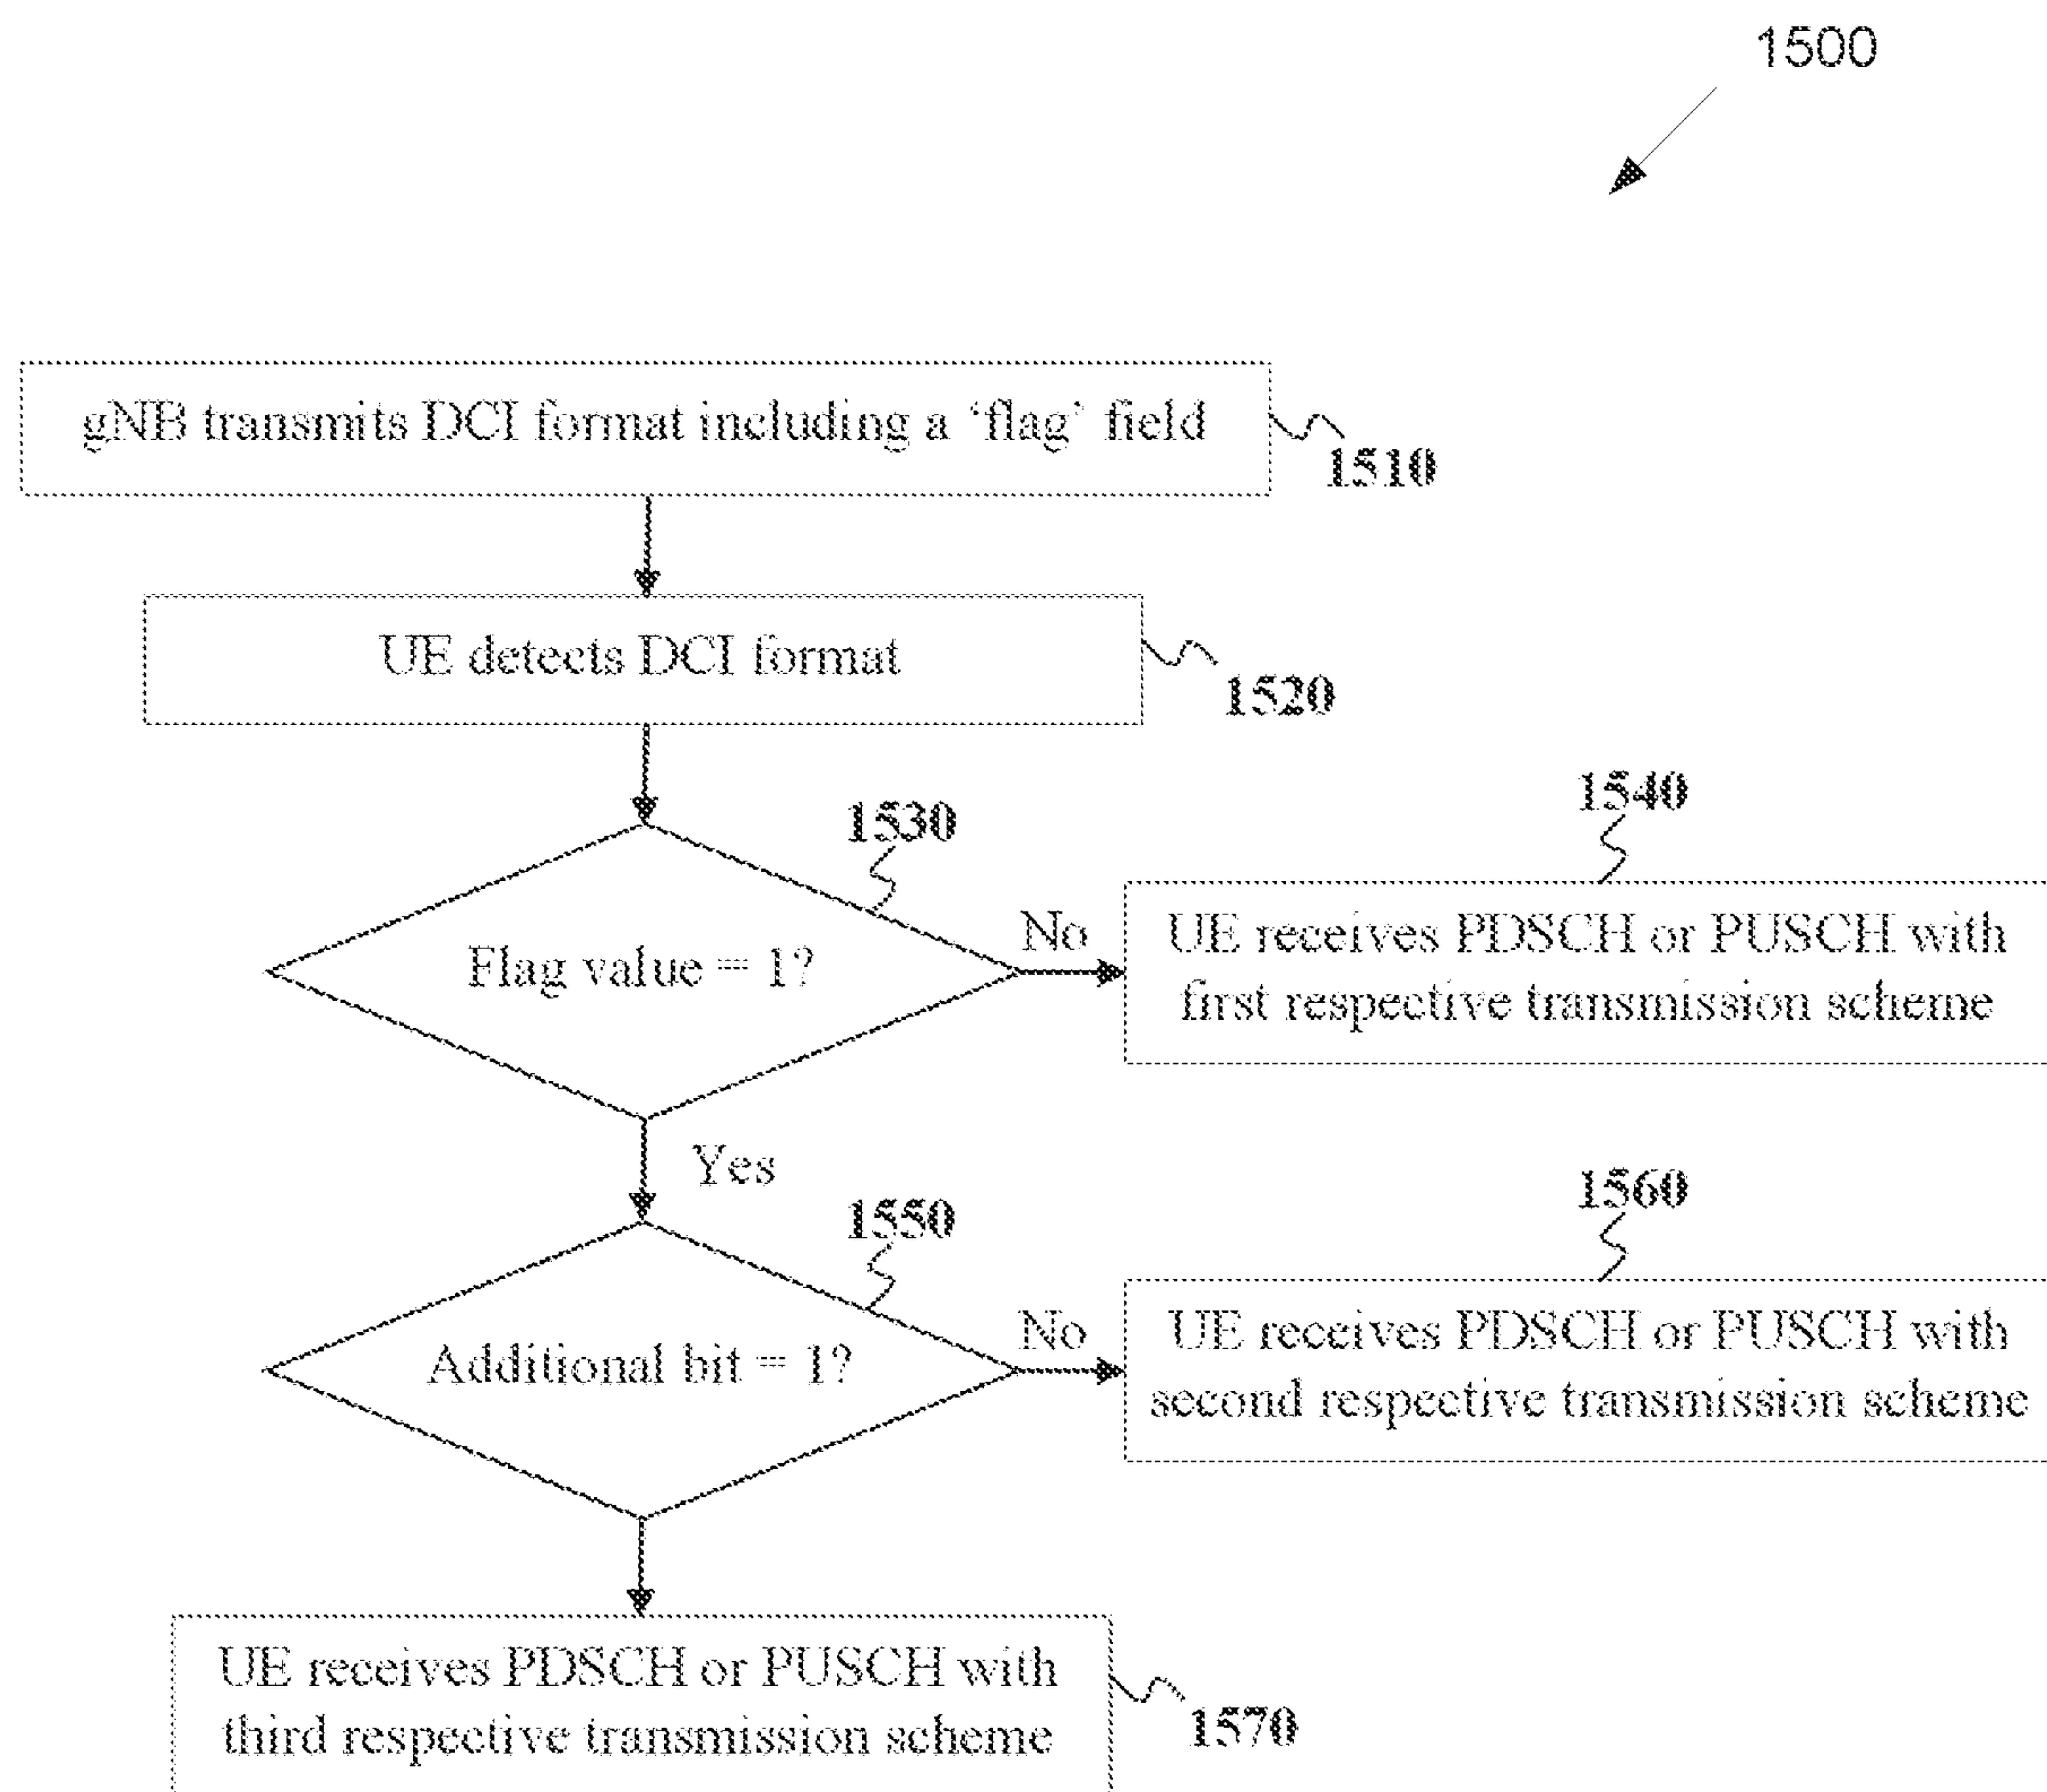 1500
gNB transmits DCI format including a ‘flag’ field
1510
UE detects DCI format
1520
1530
Flag value = 1?
No
1540
UE receives PDSCH or PUSCH with
first respective transmission scheme
Yes
1550
Additional bit = 1?
No
1560
UE receives PDSCH or PUSCH with
second respective transmission scheme
UE receives PDSCH or PUSCH with
third respective transmission scheme
1570